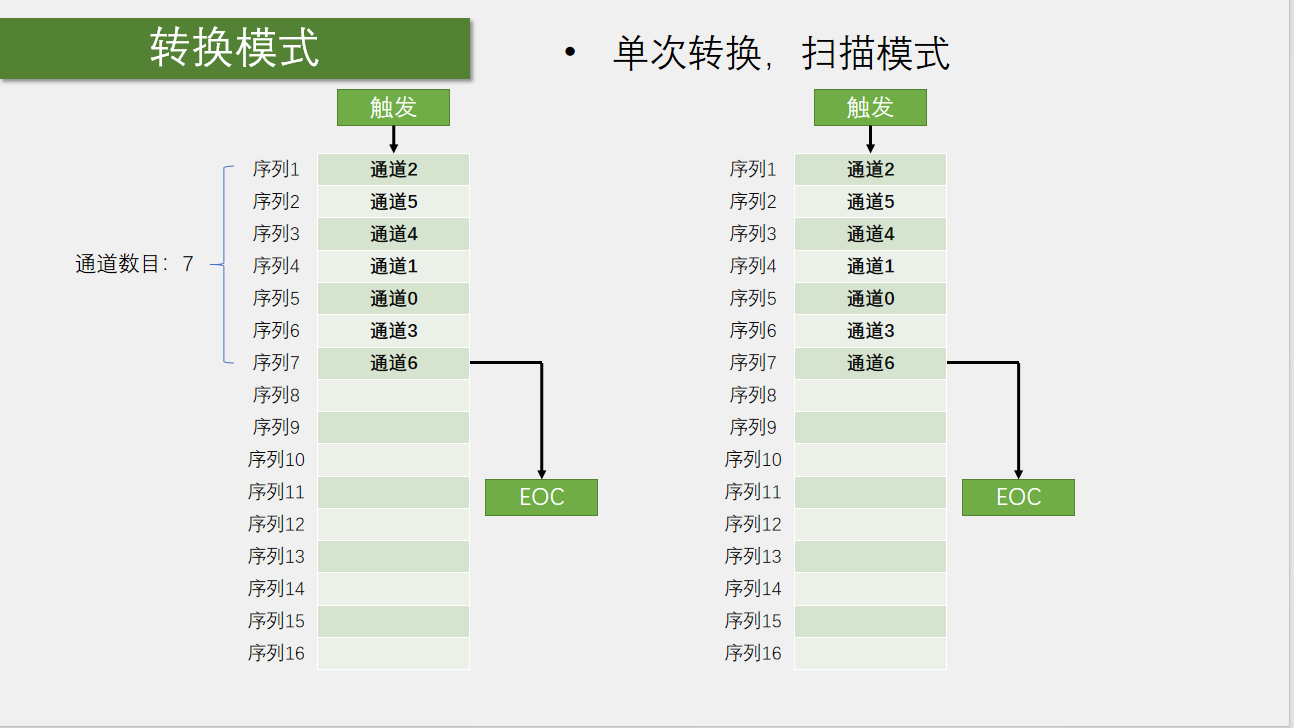 转换模式
• 单次转换，扫描模式
触发
触发
序列1 通道2
序列2 通道5
序列3 通道4
序列4 通道1
序列5 通道0
序列6 通道3
序列7 通道6
序列8
序列9
序列10
序列11
序列12
序列13
序列14
序列15
序列16
通道数目：7
EOC
序列1 通道2
序列2 通道5
序列3 通道4
序列4 通道1
序列5 通道0
序列6 通道3
序列7 通道6
序列8
序列9
序列10
序列11
序列12
序列13
序列14
序列15
序列16
EOC